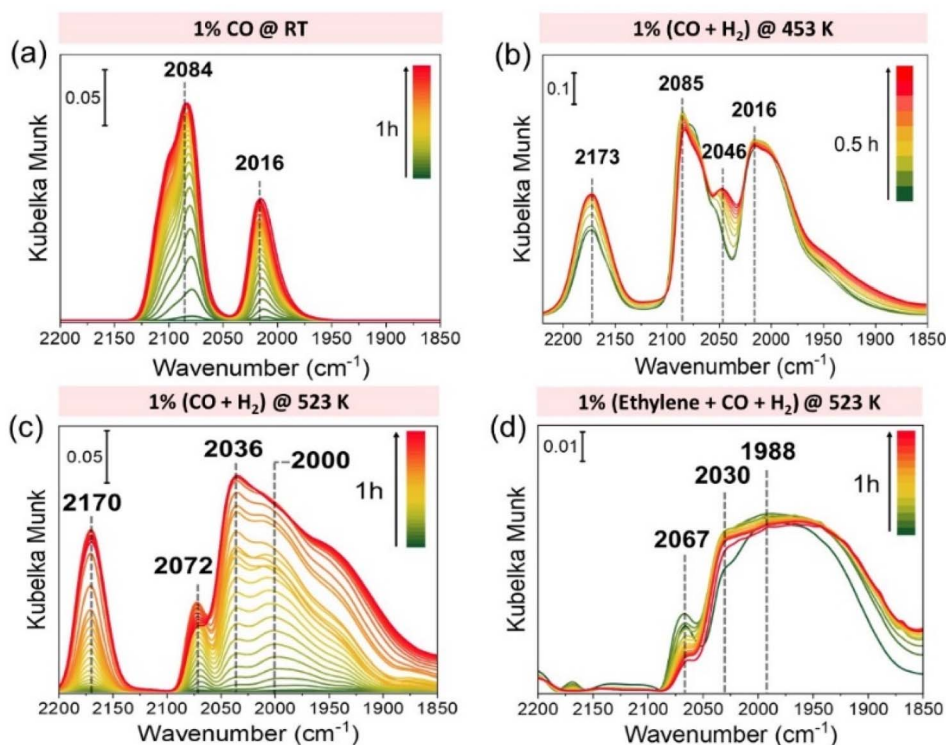 1% CO @ RT
(a)
0.05
2084
2016
1h
Kubelka Munk
2200 2150 2100 2050 2000 1950 1900 1850
Wavenumber (cm⁻¹)
1% (CO + H₂) @ 453 K
(b)
0.1
2173
2085
2046
2016
0.5 h
Kubelka Munk
2200 2150 2100 2050 2000 1950 1900 1850
Wavenumber (cm⁻¹)
1% (CO + H₂) @ 523 K
(c)
0.05
2170
2072
2036
2000
1h
Kubelka Munk
2200 2150 2100 2050 2000 1950 1900 1850
Wavenumber (cm⁻¹)
1% (Ethylene + CO + H₂) @ 523 K
(d)
0.01
2067
2030
1988
1h
Kubelka Munk
2200 2150 2100 2050 2000 1950 1900 1850
Wavenumber (cm⁻¹)